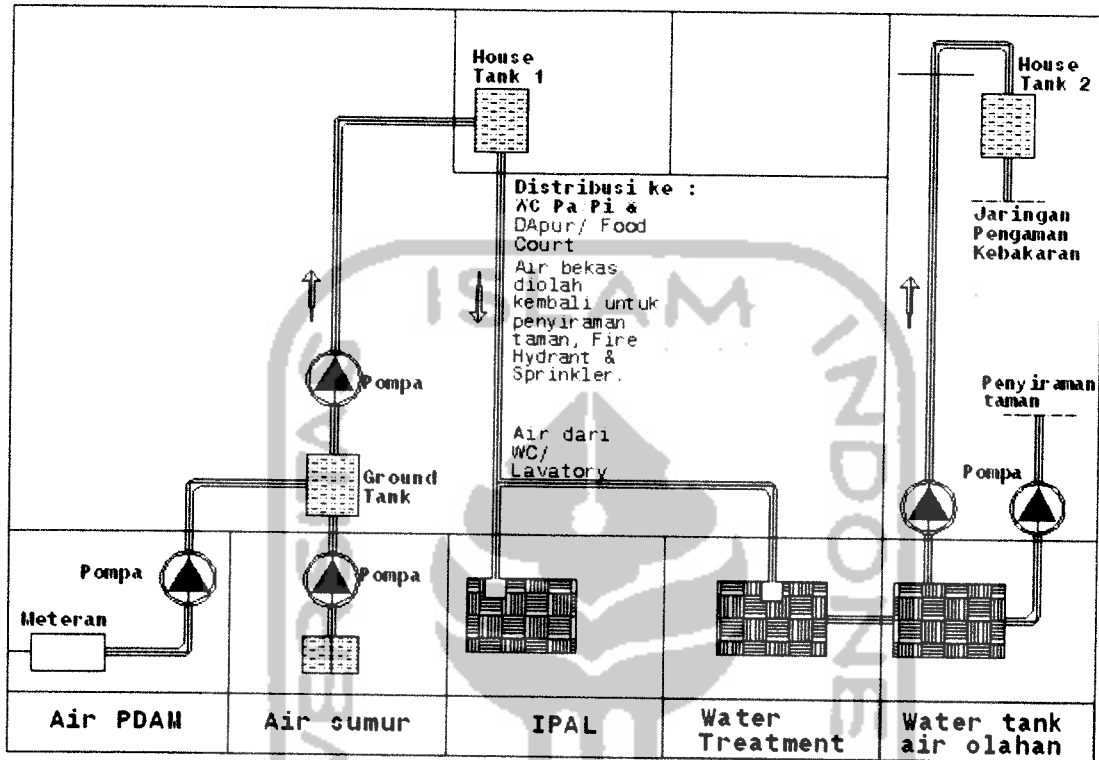 House
Tank 1
House
Tank 2
Distribusi ke :
WC Pa Pi &
DApur/ Food
Court
Air bekas
diolah
kembali untuk
penyiraman
taman, Fire
Hydrant &
Sprinkler.
Jaringan
Pengaman
Kebakaran
ISLAM
INDONE
Pompa
Penyiraman
taman
Air dari
WC/
Lavatory
Ground
Tank
Pompa
Pompa
Pompa
Meteran
Air PDAM
Air sumur
IPAL
Water
Treatment
Water tank
air olahan